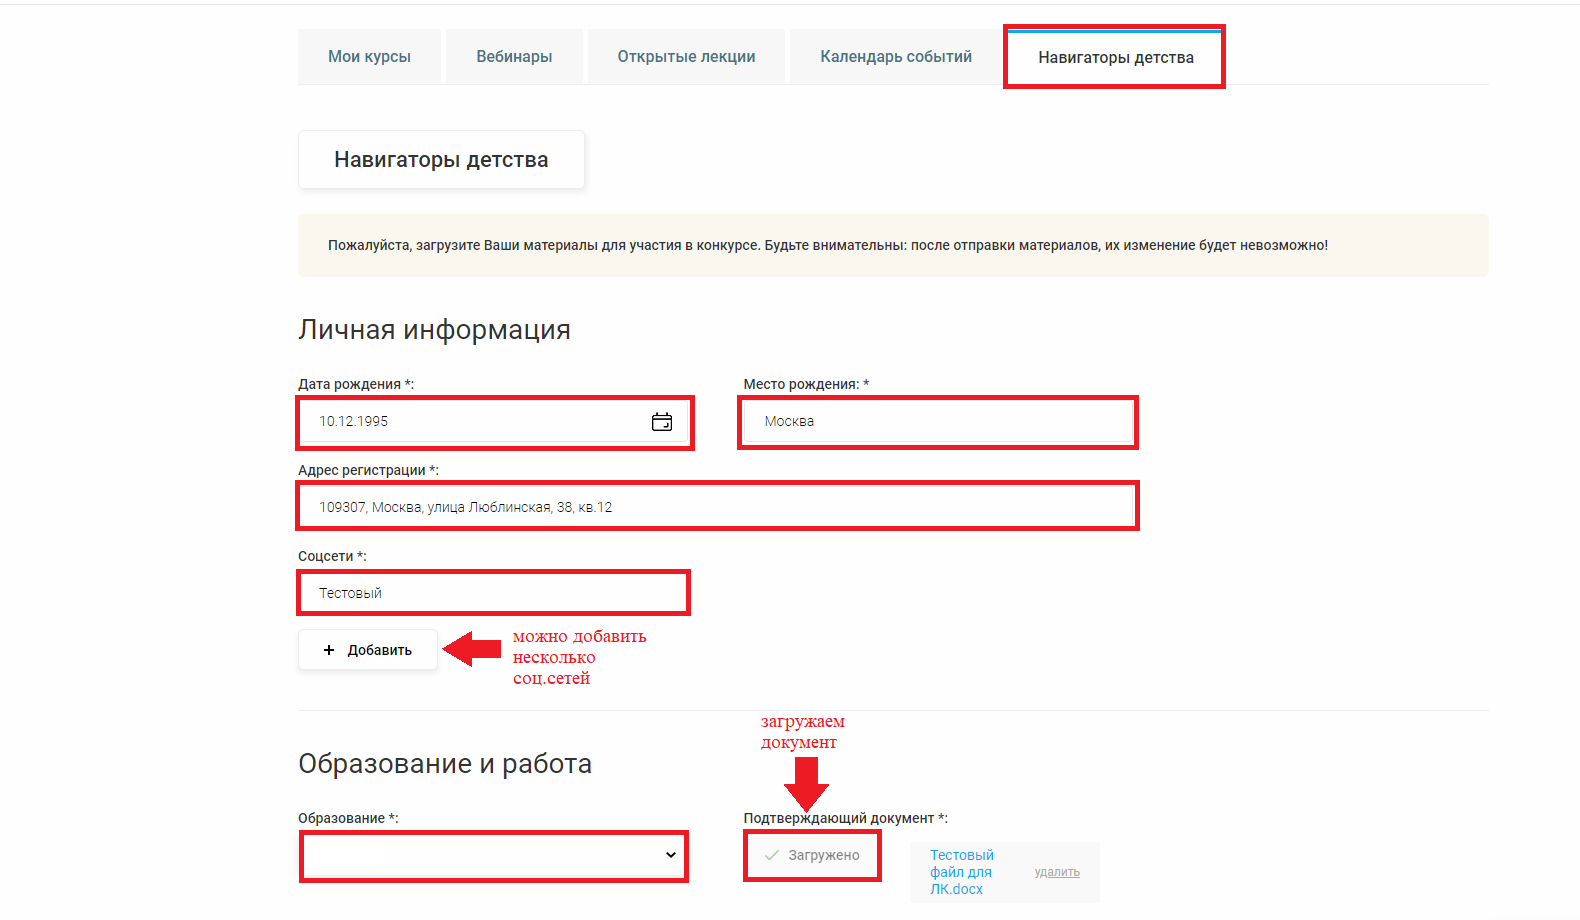 Мои курсы
Вебинары
Открытые лекции
Календарь событий
Навигаторы детства
Навигаторы детства
Пожалуйста, загрузите Ваши материалы для участия в конкурсе. Будьте внимательны: после отправки материалов, их изменение будет невозможно!
Личная информация
Дата рождения *:
Место рождения: *
10.12.1995
Москва
Адрес регистрации *:
109307, Москва, улица Люблинская, 38, кв.12
Соцсети *:
Тестовый
+ Добавить
можно добавить
несколько
соц.сетей
загружаем
документ
Образование и работа
Образование *:
Подтверждающий документ *:
Загружено
Тестовый
файл для
ЛК.docx
удалить